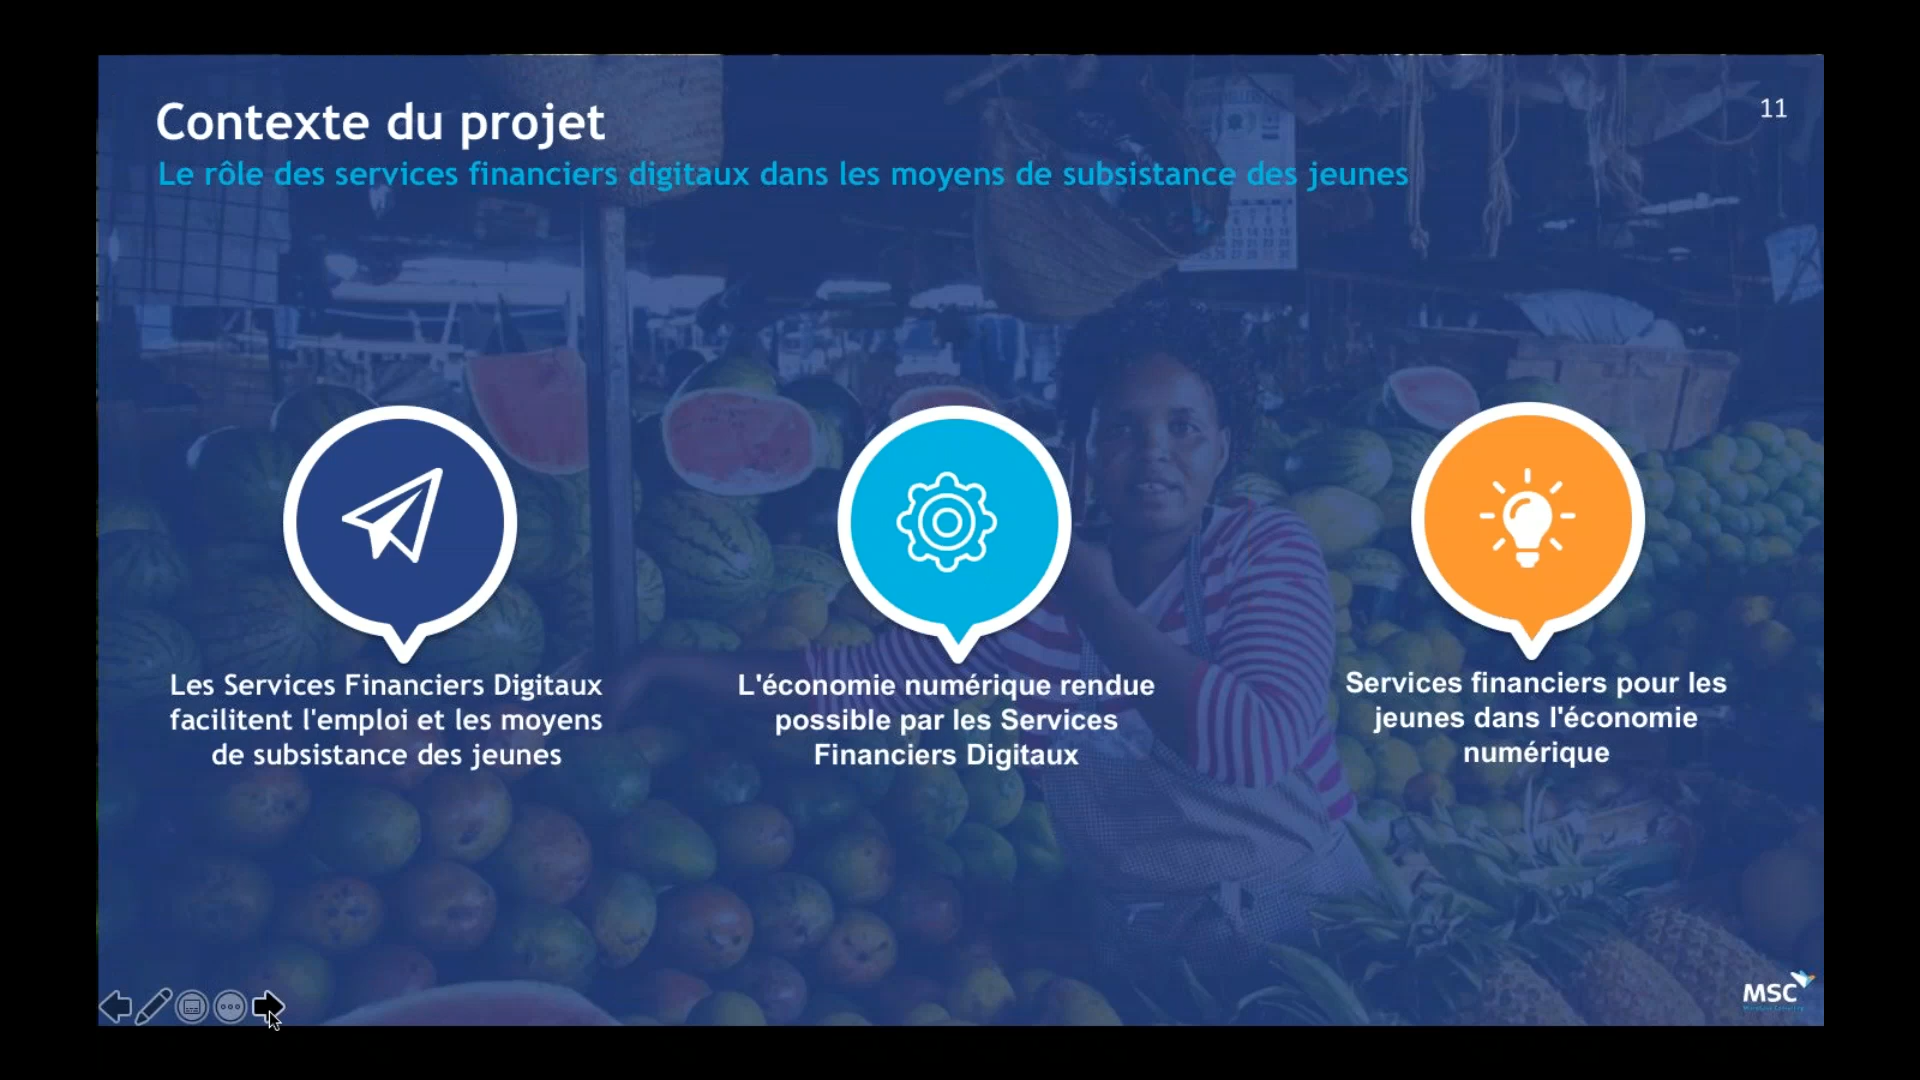 Contexte du projet
11
Le rôle des services financiers digitaux dans les moyens de subsistance des jeunes
Les Services Financiers Digitaux
facilitent l'emploi et les moyens
de subsistance des jeunes
L'économie numérique rendue
possible par les Services
Financiers Digitaux
Services financiers pour les
jeunes dans l'économie
numérique
MSC